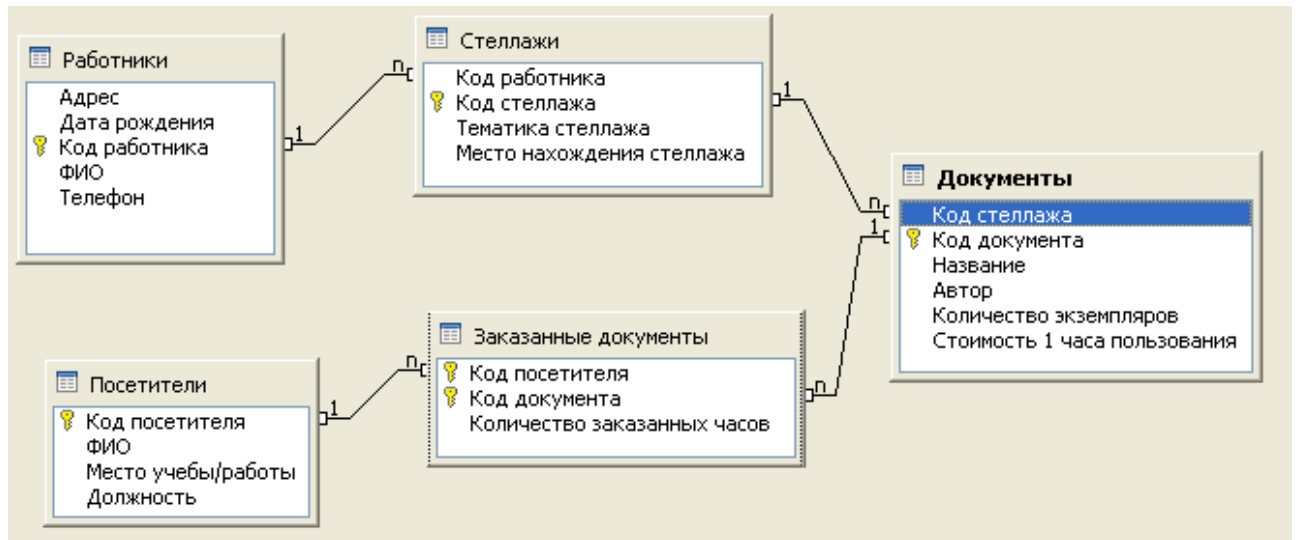 Работники
Адрес
Дата рождения
Код работника
ФИО
Телефон
1
n
Стеллажи
Код работника
Код стеллажа
Тематика стеллажа
Место нахождения стеллажа
1
n
1
Документы
Код стеллажа
Код документа
Название
Автор
Количество экземпляров
Стоимость 1 часа пользования
Посетители
Код посетителя
ФИО
Место учебы/работы
Должность
1
n
Заказанные документы
Код посетителя
Код документа
Количество заказанных часов
n